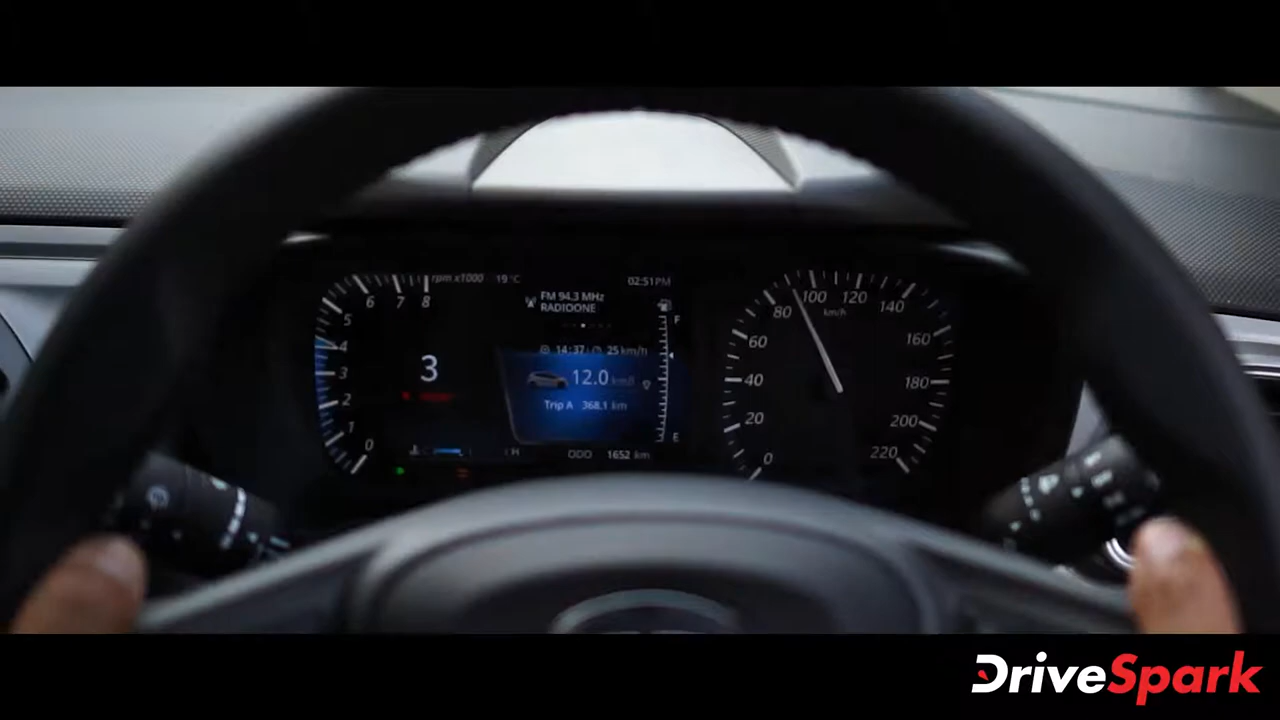 rpm x1000 19°C 02:51PM
FM 94.3 MHz
RADIOONE
0 1 2 3 4 5 6 7 8
3
F
14:37 25 km/h
12.0
Trip A 368.1 km
E
H
ODO 1652 km
0 20 40 60 80 100 120 140 160 180 200 220
km/h
DriveSpark